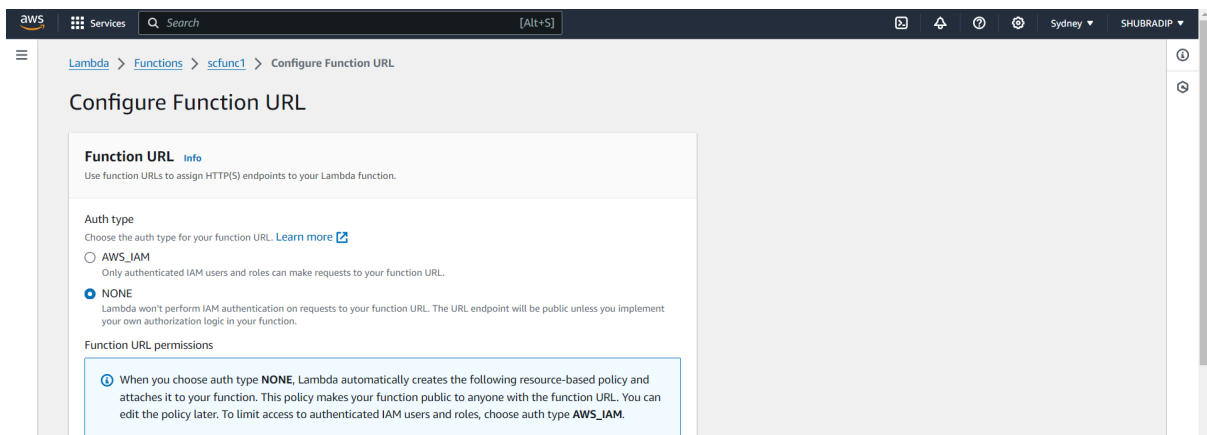 aws Services Search [Alt+S] Sydney ▼ SHUBRADIP ▼
Lambda > Functions > scfunc1 > Configure Function URL
Configure Function URL
Function URL Info
Use function URLs to assign HTTP(S) endpoints to your Lambda function.
Auth type
Choose the auth type for your function URL. Learn more
AWS_IAM
Only authenticated IAM users and roles can make requests to your function URL.
NONE
Lambda won't perform IAM authentication on requests to your function URL. The URL endpoint will be public unless you implement
your own authorization logic in your function.
Function URL permissions
When you choose auth type NONE, Lambda automatically creates the following resource-based policy and
attaches it to your function. This policy makes your function public to anyone with the function URL. You can
edit the policy later. To limit access to authenticated IAM users and roles, choose auth type AWS_IAM.